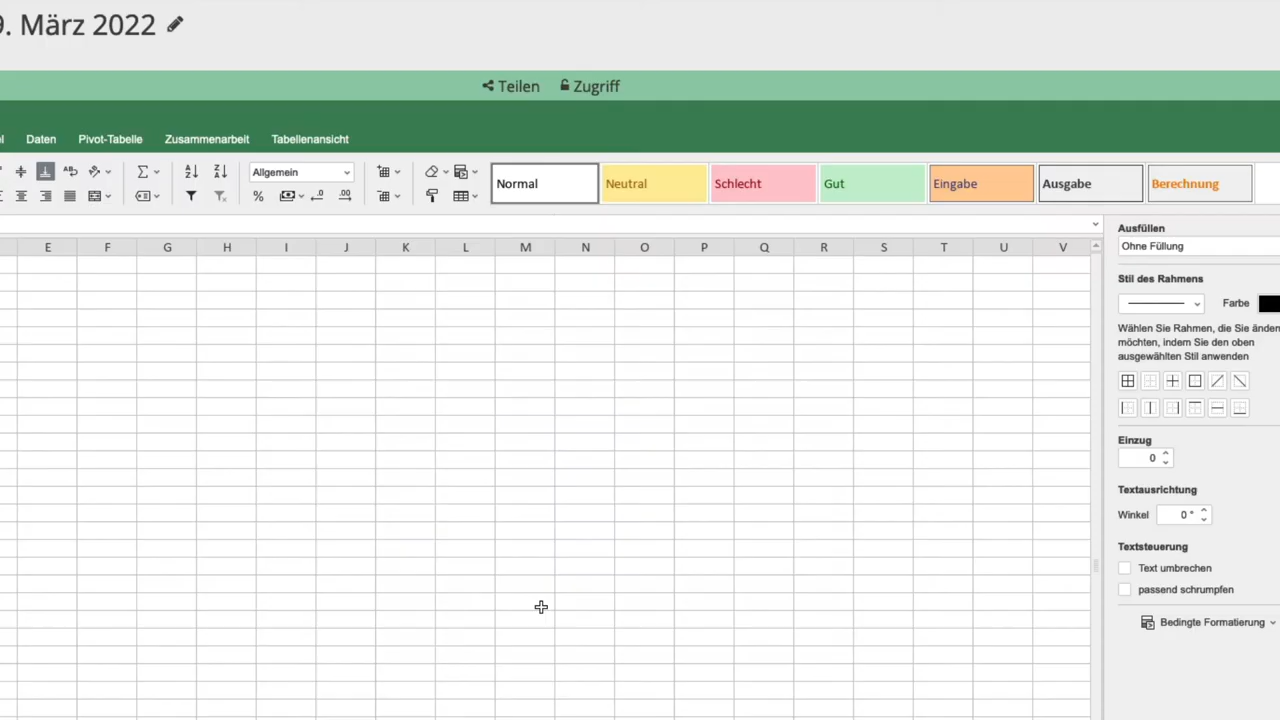 9. März 2022
Teilen Zugriff
Daten Pivot-Tabelle Zusammenarbeit Tabellenansicht
Allgemein
Normal Neutral Schlecht Gut Eingabe Ausgabe Berechnung
%
E F G H I J K L M N O P Q R S T U V
Ausfüllen
Ohne Füllung
Stil des Rahmens
Farbe
Wählen Sie Rahmen, die Sie änden
möchten, indem Sie den oben
ausgewählten Stil anwenden
Einzug
0
Textausrichtung
Winkel 0 °
Textsteuerung
Text umbrechen
passend schrumpfen
Bedingte Formatierung